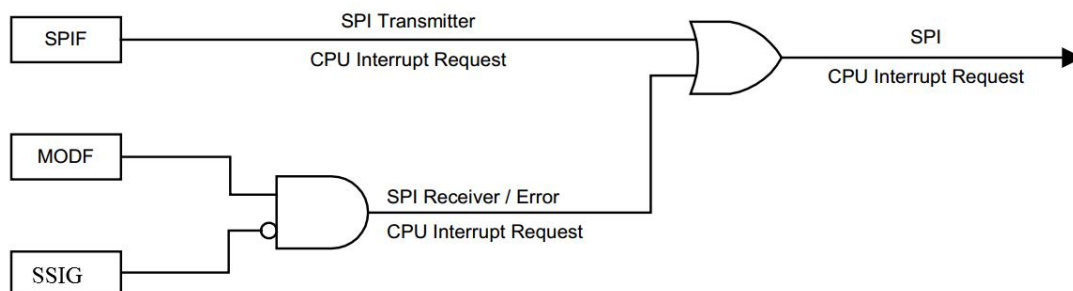 SPIF
SPI Transmitter
CPU Interrupt Request
SPI
CPU Interrupt Request
MODF
SPI Receiver / Error
CPU Interrupt Request
SSIG